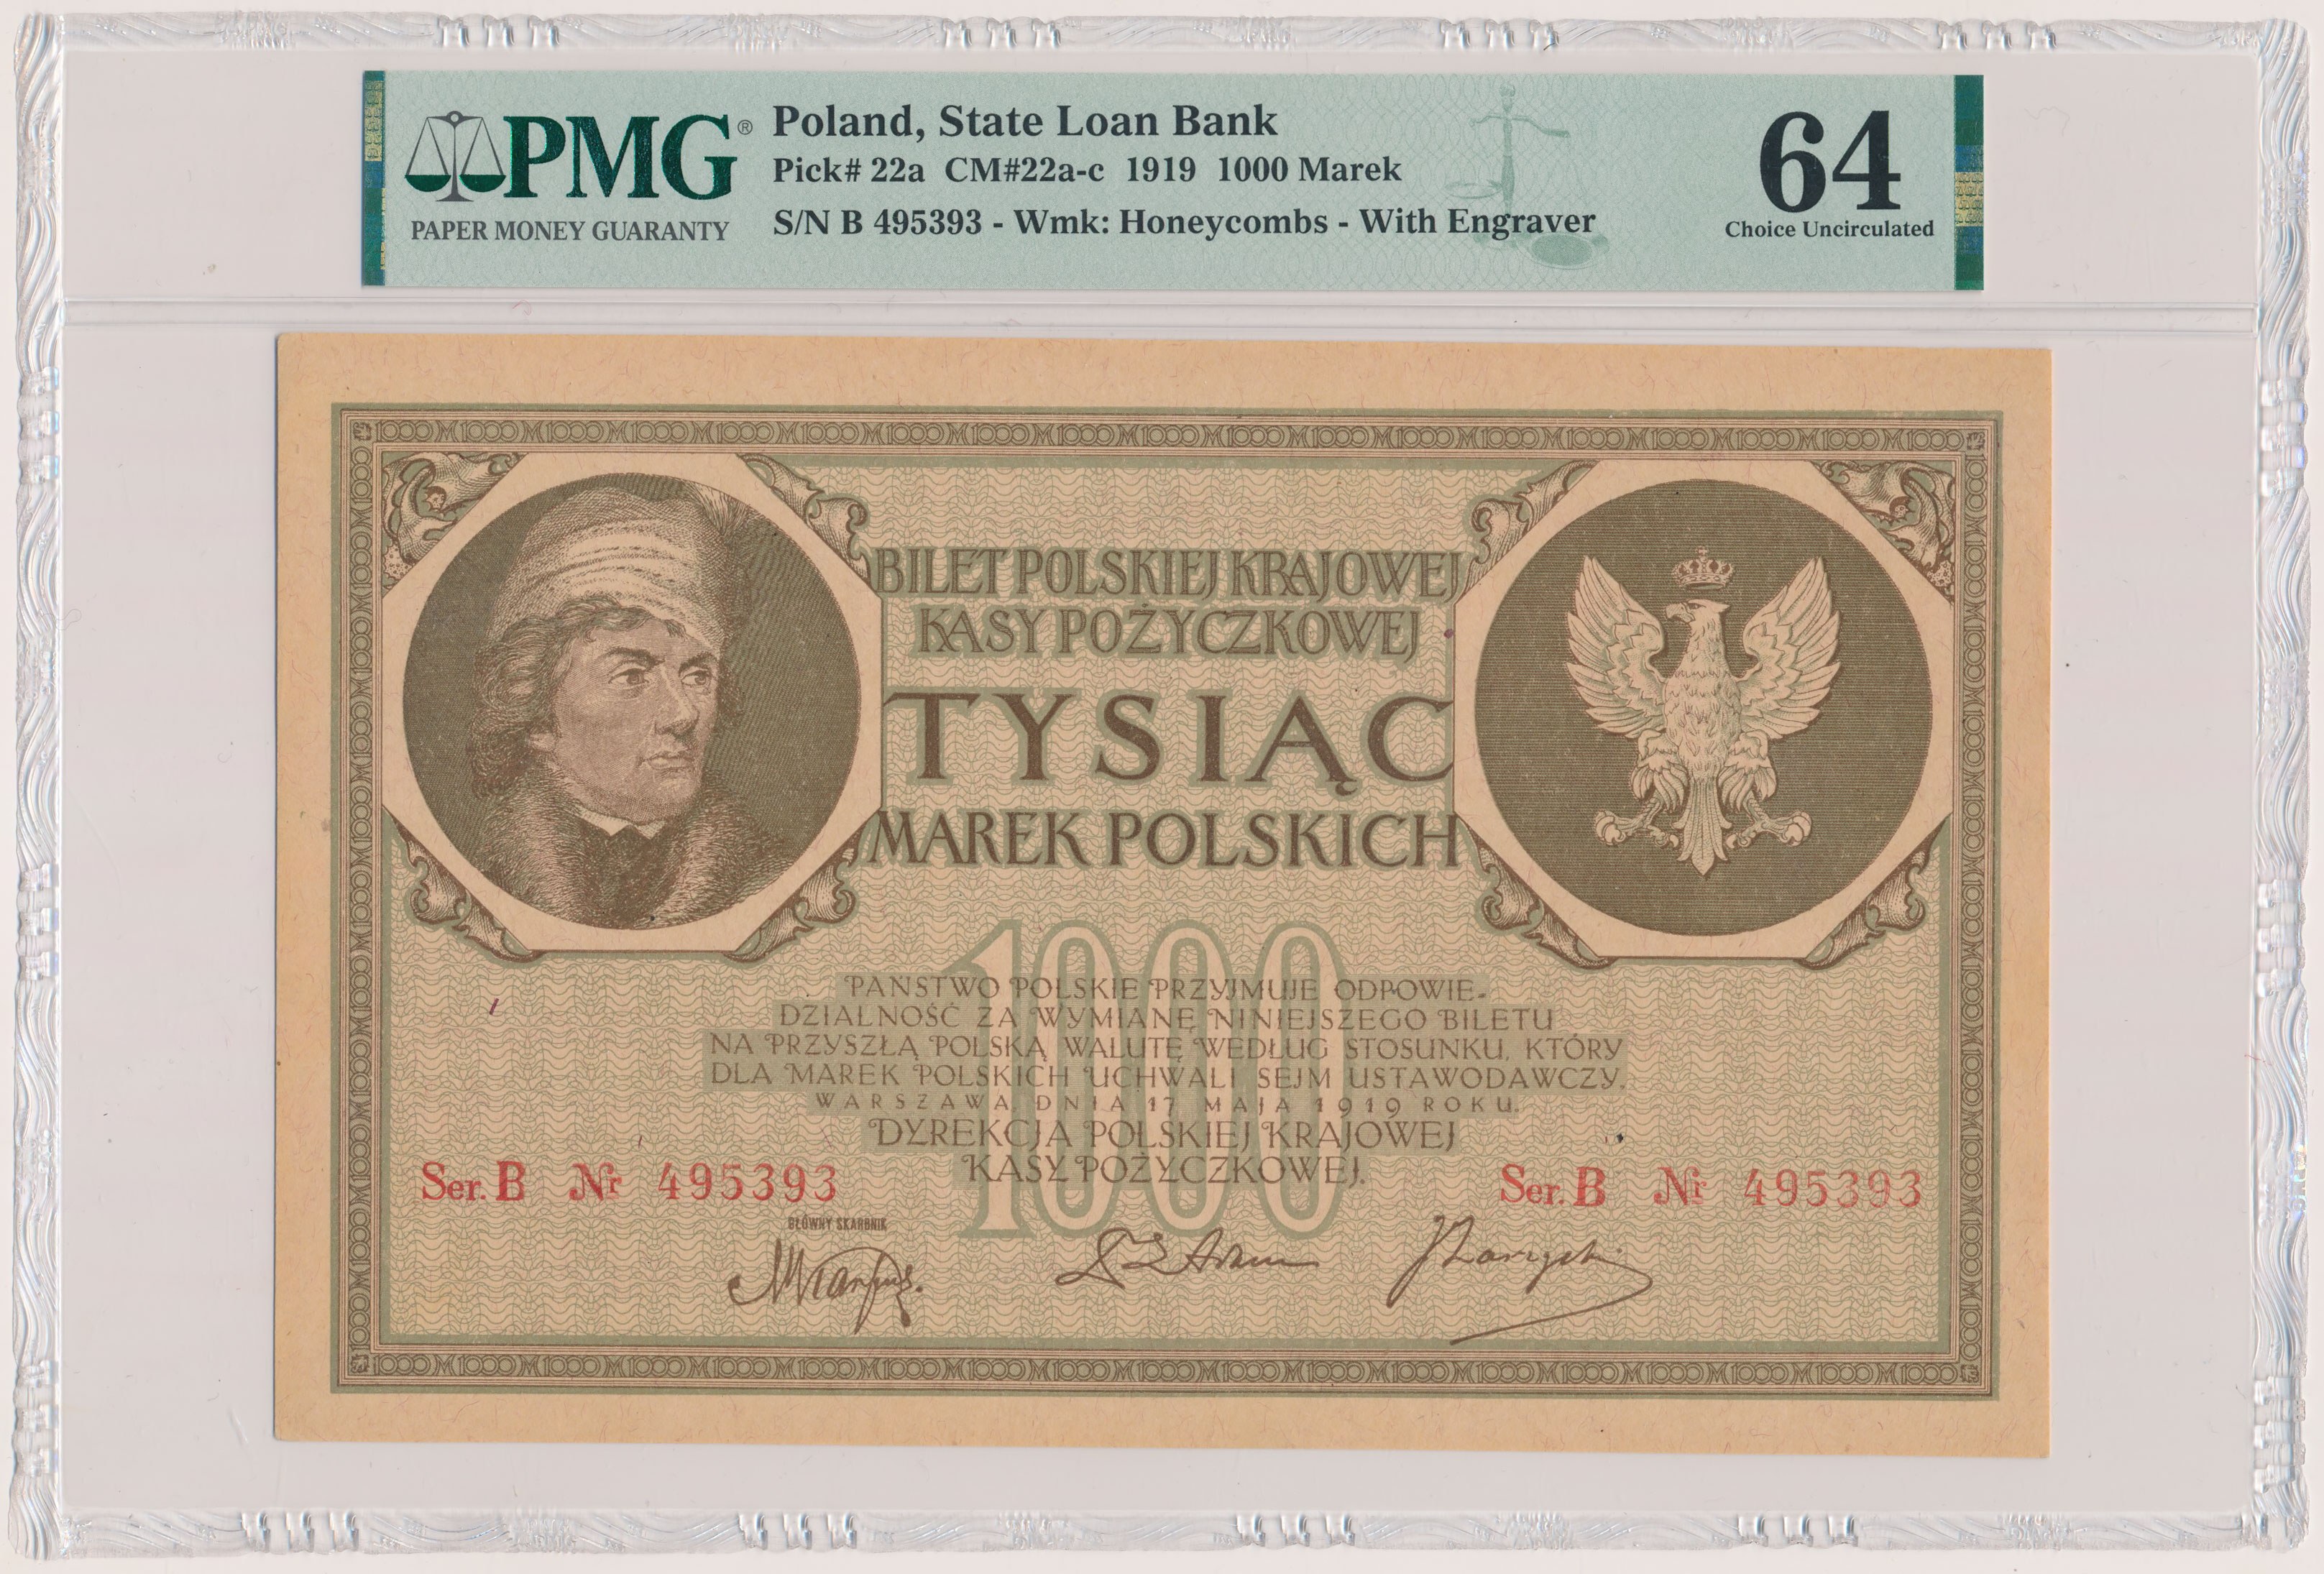 PMG®
PAPER MONEY GUARANTY
Poland, State Loan Bank
Pick# 22a CM#22a-c 1919 1000 Marek
S/N B 495393 - Wmk: Honeycombs - With Engraver
64
Choice Uncirculated
BILET POLSKIEJ KRAJOWEJ
KASY POŻYCZKOWEJ
TYSIĄC
MAREK POLSKICH
1000
PAŃSTWO POLSKIE PRZYJMUJE ODPOWIE-
DZIALNOŚĆ ZA WYMIANĘ NINIEJSZEGO BILETU
NA PRZYSZŁĄ POLSKĄ WALUTĘ WEDŁUG STOSUNKU, KTÓRY
DLA MAREK POLSKICH UCHWALI SEJM USTAWODAWCZY.
WARSZAWA, DNIA 17 MAJA 1919 ROKU.
DYREKCJA POLSKIEJ KRAJOWEJ
KASY POŻYCZKOWEJ.
Ser. B Nr 495393
Ser. B Nr 495393
GŁÓWNY SKARBNIK